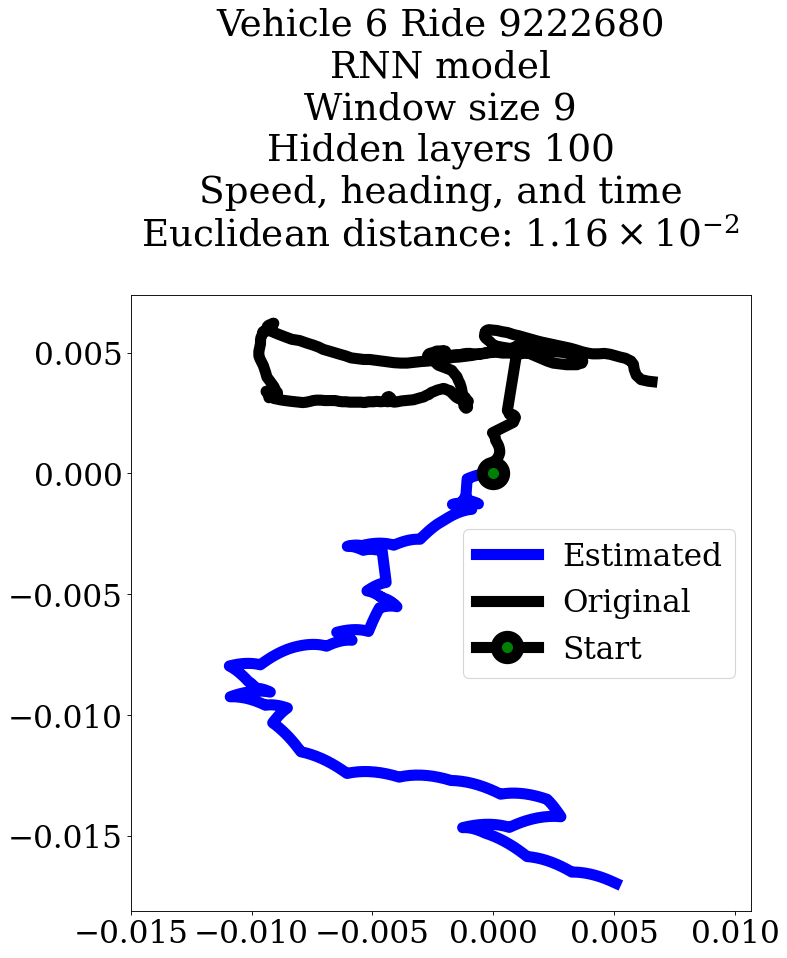 Vehicle 6 Ride 9222680
RNN model
Window size 9
Hidden layers 100
Speed, heading, and time
Euclidean distance: 1.16 × 10⁻²
0.005
0.000
−0.005
−0.010
−0.015
Estimated
Original
Start
−0.015 −0.010 −0.005 0.000 0.005 0.010